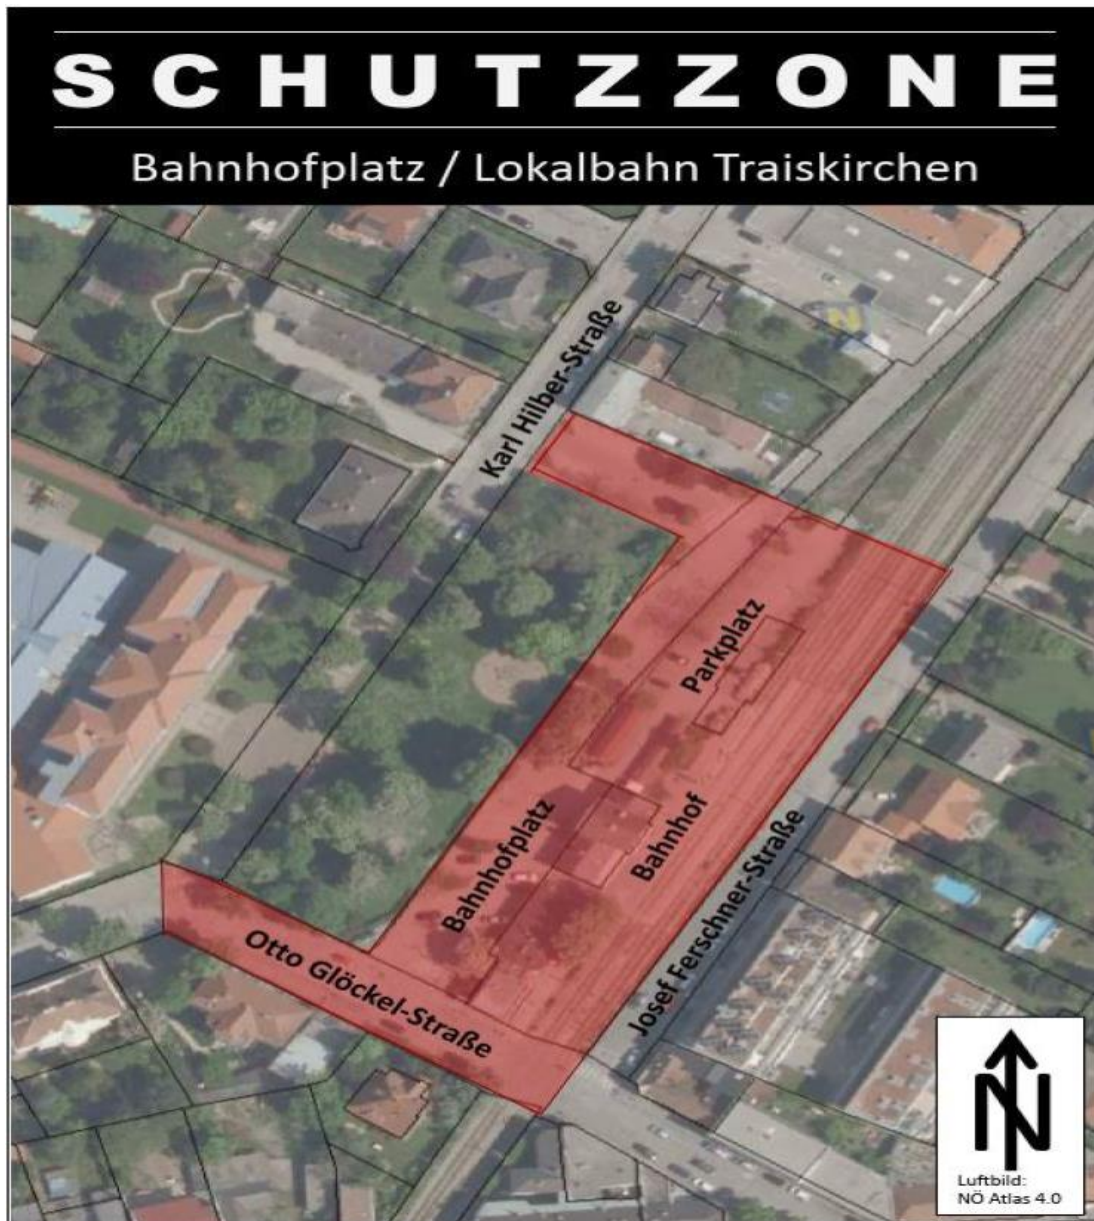 SCHUTZZONE
Bahnhofplatz / Lokalbahn Traiskirchen
Karl Hilber-Straße
Parkplatz
Bahnhofplatz
Bahnhof
Josef Ferschner-Straße
Otto Glöckel-Straße
N
Luftbild:
NÖ Atlas 4.0